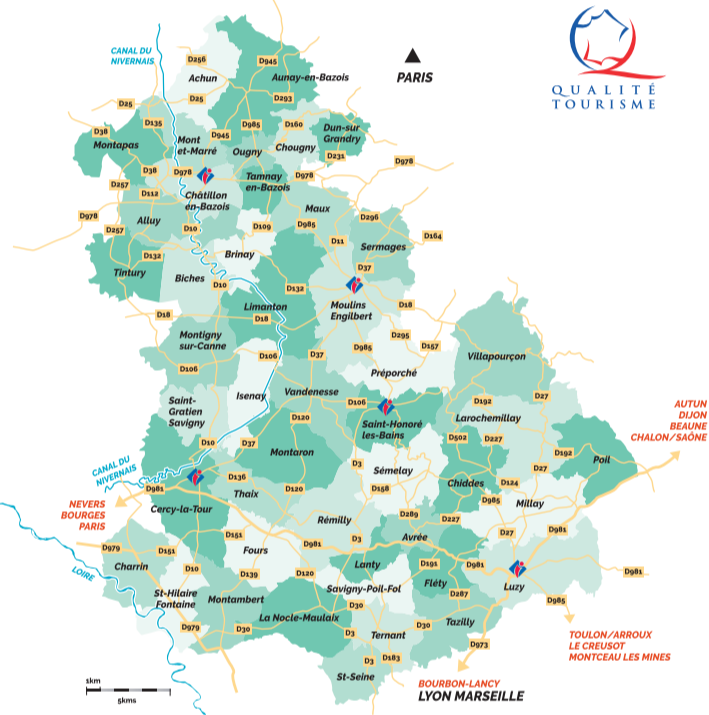 CANAL DU
NIVERNAIS
D256
D945
Achun
Aunay-en-Bazois
PARIS
QUALITÉ
TOURISME
D25
D25
D293
D38
D135
D945
D985
D160
Dun-sur
Grandry
Montapas
Mont
et-Marré
Ougny
Chougny
D231
D978
D38
D978
Tamnay
en-Bazois
D978
D257
D112
Châtillon
en-Bazois
Maux
D978
Alluy
D296
D257
D10
D109
D985
D11
D164
Sermages
D132
Brinay
D37
Tintury
Biches
D10
D132
Moulins
Engilbert
Limanton
D18
D18
D18
D295
Montigny
sur-Canne
D985
D157
D106
D37
Villapourçon
D106
Préporché
Isenay
Vandenesse
D106
D192
D27
Saint-
Gratien
Savigny
D120
Saint-Honoré
les-Bains
Larochemillay
AUTUN
DIJON
BEAUNE
CHALON/SAÔNE
D10
D37
D502
D227
Montaron
D192
Poil
CANAL DU
NIVERNAIS
D3
Sémelay
D27
D981
D136
D120
D158
Chiddes
D124
Thaix
D985
Millay
NEVERS
BOURGES
PARIS
Cercy-la-Tour
Rémilly
D289
D227
D151
D3
Avrée
D27
D981
D979
D151
Fours
D981
Charrin
D10
D139
D120
Lanty
D191
D981
D981
LOIRE
Savigny-Poil-Fol
Fléty
Luzy
St-Hilaire
Fontaine
Montambert
D30
D287
D985
La Nocle-Maulaix
D979
D30
D3
Ternant
D30
Tazilly
D973
TOULON/ARROUX
LE CREUSOT
MONTCEAU LES MINES
D3
D183
St-Seine
BOURBON-LANCY
LYON MARSEILLE
1km
5kms